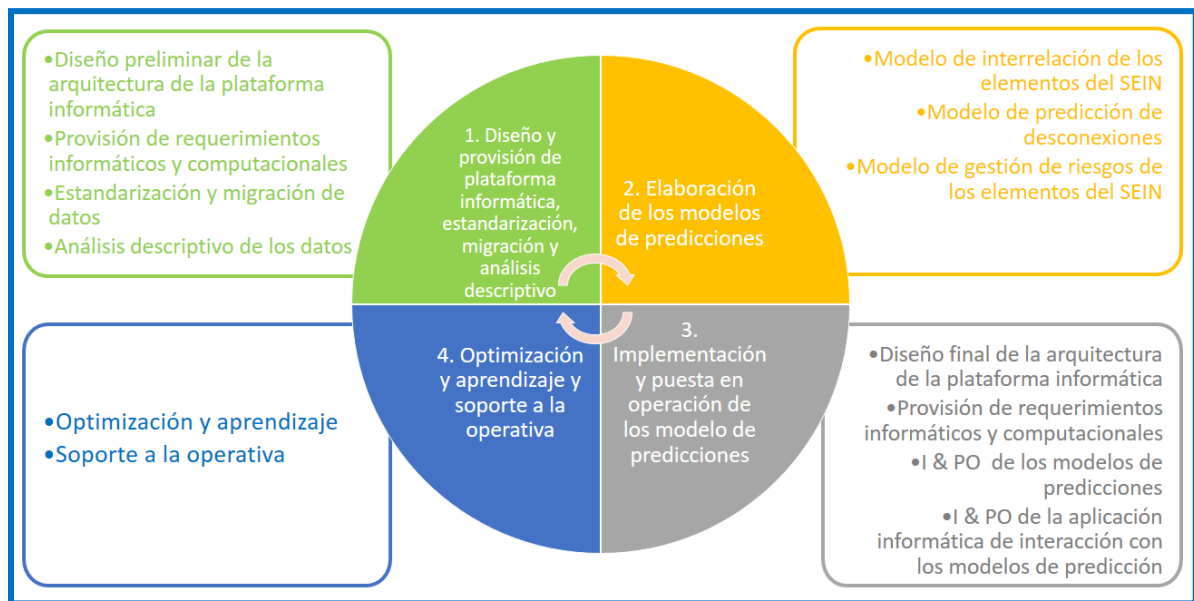 •Diseño preliminar de la
arquitectura de la plataforma
informática
•Provisión de requerimientos
informáticos y computacionales
•Estandarización y migración de
datos
•Análisis descriptivo de los datos
1. Diseño y
provisión de
plataforma
informática,
estandarización,
migración y
análisis
descriptivo
2. Elaboración
de los modelos
de predicciones
•Modelo de interrelación de los
elementos del SEIN
•Modelo de predicción de
desconexiones
•Modelo de gestión de riesgos de
los elementos del SEIN
•Optimización y aprendizaje
•Soporte a la operativa
4. Optimización
y aprendizaje y
soporte a la
operativa
3.
Implementación
y puesta en
operación de
los modelo de
predicciones
•Diseño final de la arquitectura
de la plataforma informática
•Provisión de requerimientos
informáticos y computacionales
•I & PO de los modelos de
predicciones
•I & PO de la aplicación
informática de interacción con
los modelos de predicción